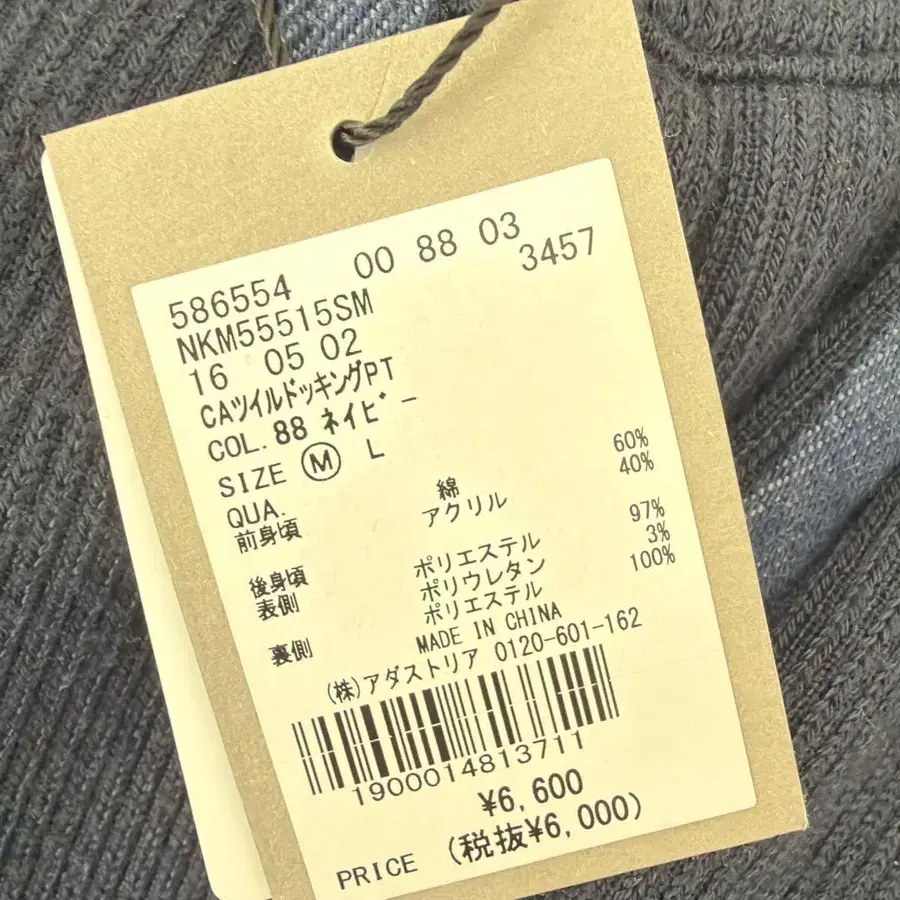 586554 00 88 03
NKM55515SM 3457
16 05 02
CAツイルドッキングPT
COL. 88 ネイビー
SIZE M L
QUA.
前身頃 綿 60%
アクリル 40%
後身頃
表側 ポリエステル 97%
ポリウレタン 3%
裏側 ポリエステル 100%
MADE IN CHINA
(株)アダストリア 0120-601-162
1900014813711
¥6,600
PRICE (税抜¥6,000)